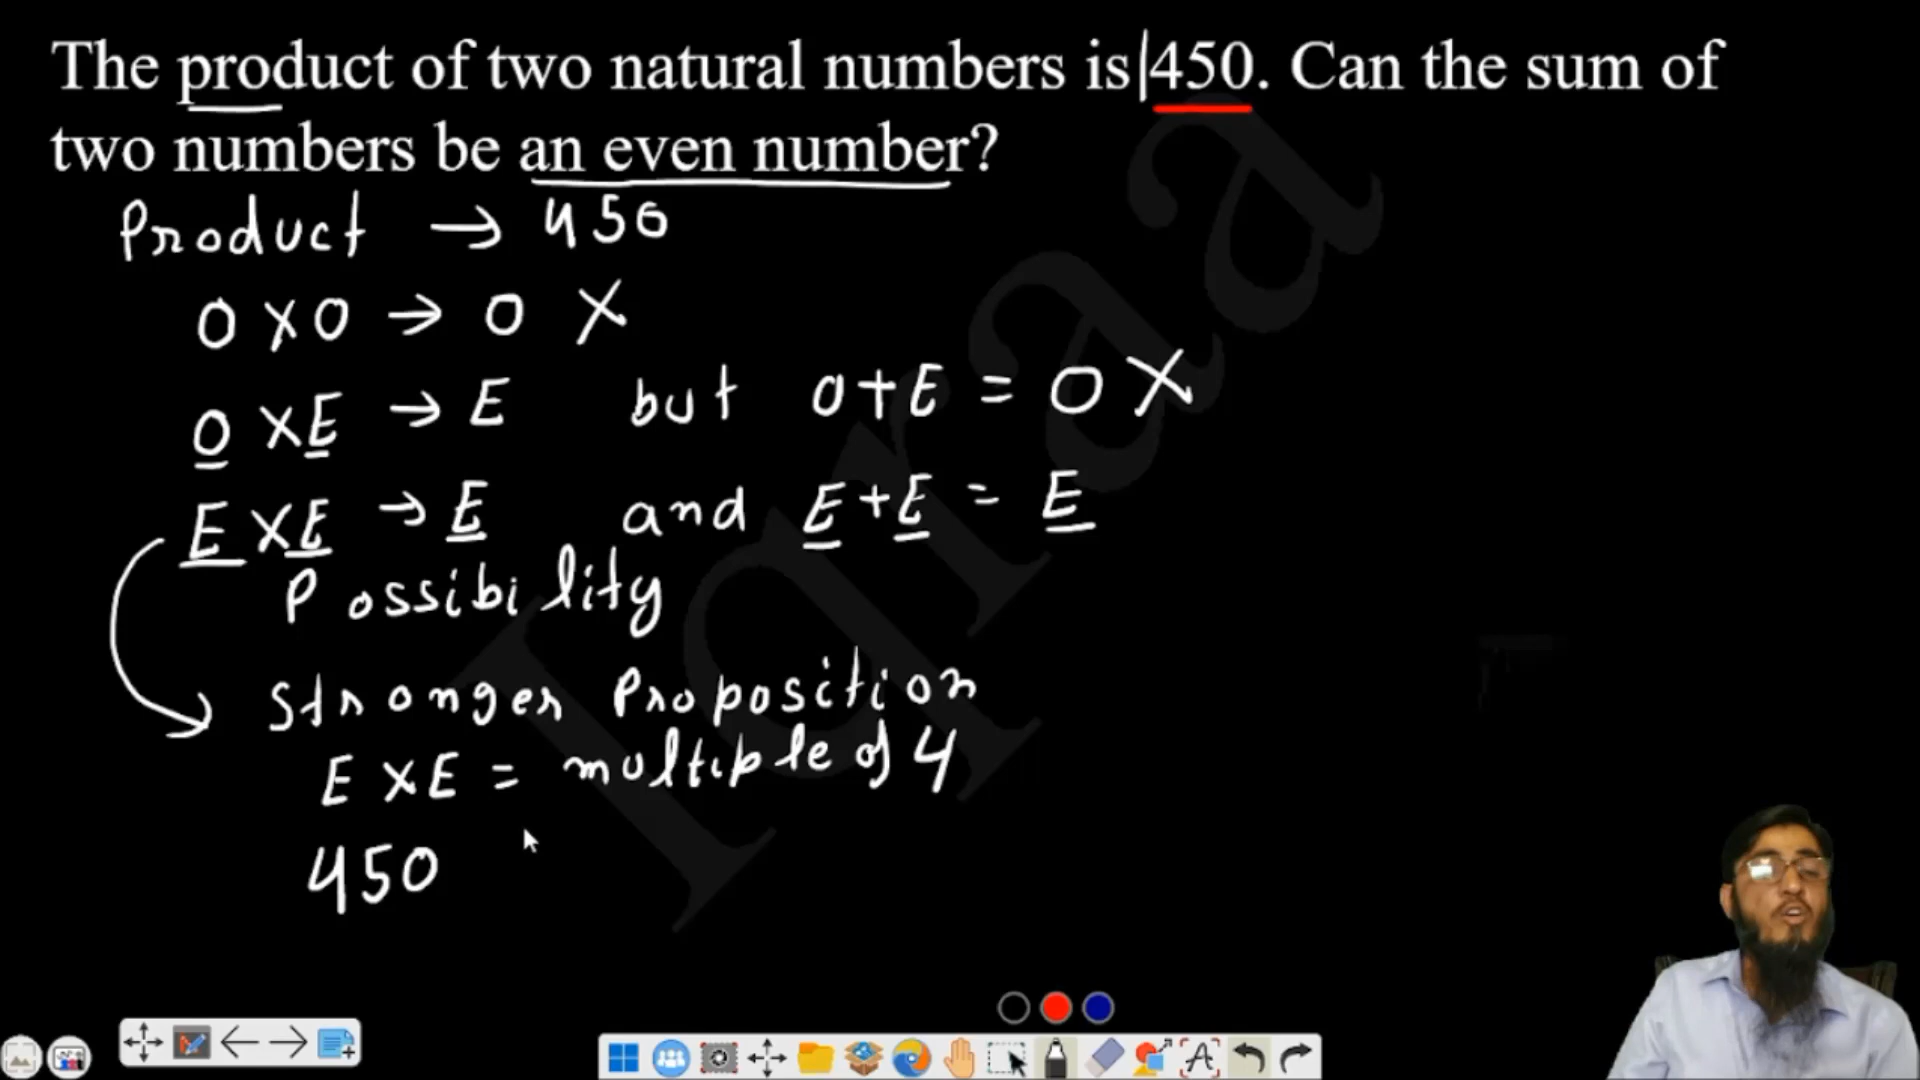 The product of two natural numbers is 450. Can the sum of
two numbers be an even number?
Product → 450
O X O → O X
O X E → E but O + E = O X
E X E → E and E + E = E
Possibility
Stronger Proposition
E X E = multiple of 4
450
Iqraa